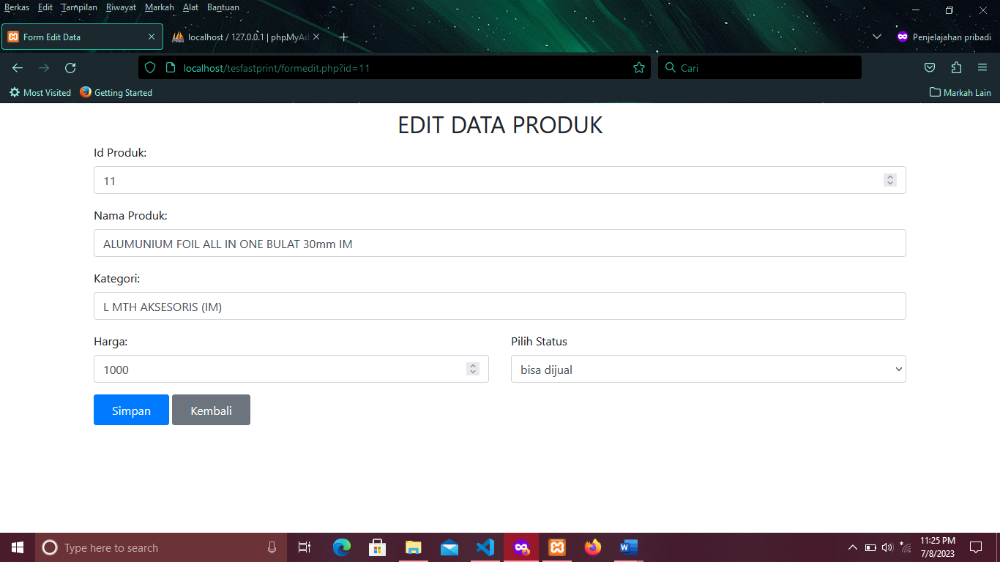 Berkas Edit Tampilan Riwayat Markah Alat Bantuan
Form Edit Data
localhost / 127.0.0.1 | phpMyAd
Penjelajahan pribadi
localhost/tesfastprint/formedit.php?id=11
Cari
Most Visited
Getting Started
Markah Lain
EDIT DATA PRODUK
Id Produk:
11
Nama Produk:
ALUMUNIUM FOIL ALL IN ONE BULAT 30mm IM
Kategori:
L MTH AKSESORIS (IM)
Harga:
Pilih Status
1000
bisa dijual
Simpan
Kembali
Type here to search
11:25 PM
7/8/2023